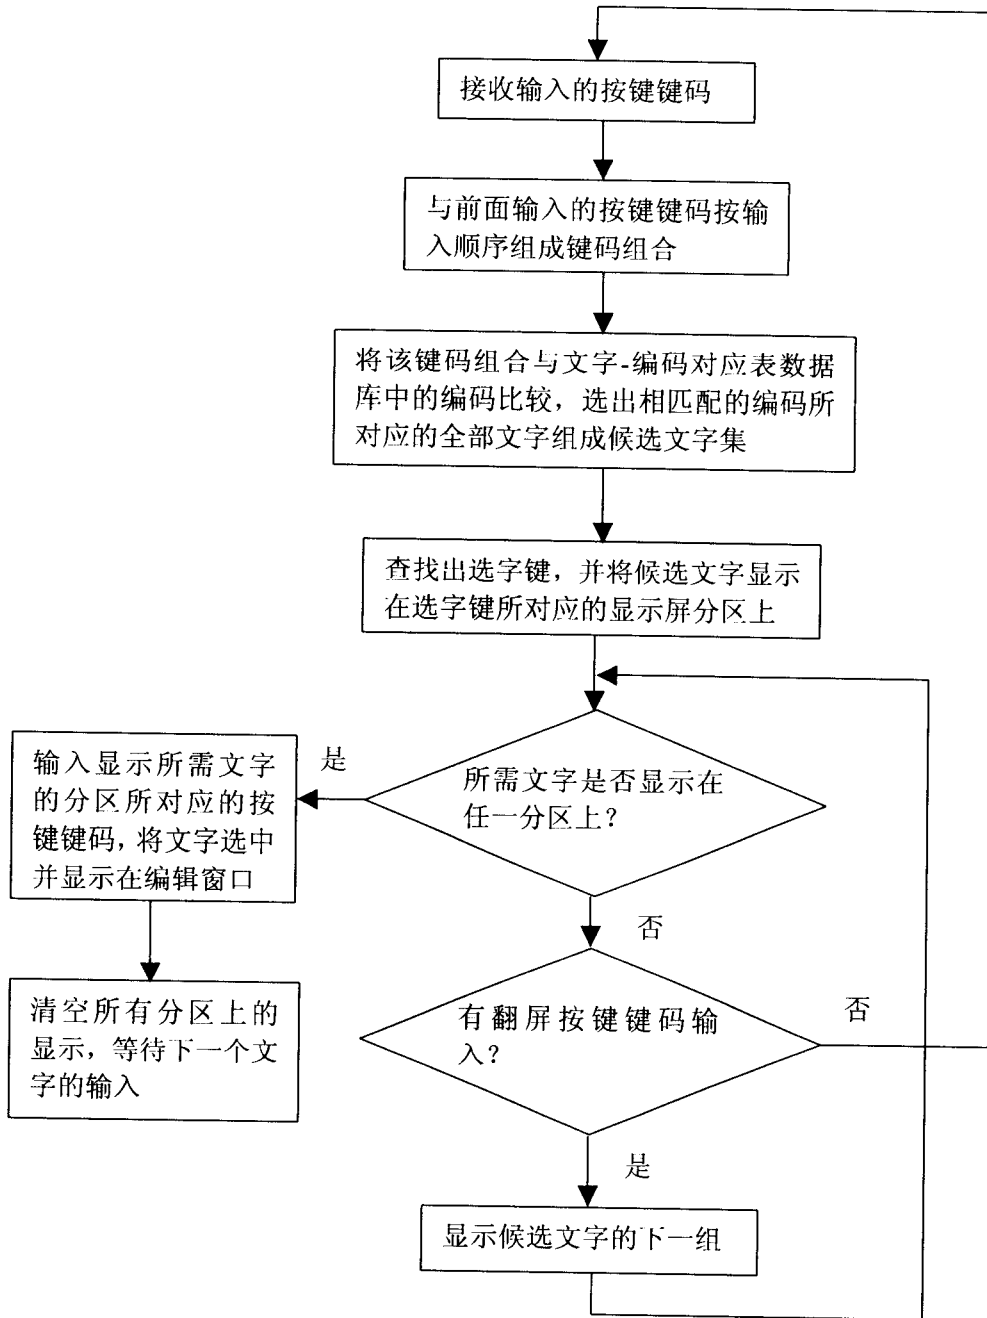 接收输入的按键键码
与前面输入的按键键码按输
入顺序组成键码组合
将该键码组合与文字-编码对应表数据
库中的编码比较，选出相匹配的编码所
对应的全部文字组成候选文字集
查找出选字键，并将候选文字显示
在选字键所对应的显示屏分区上
所需文字是否显示在
任一分区上？
是
输入显示所需文字
的分区所对应的按
键键码，将文字选中
并显示在编辑窗口
清空所有分区上的
显示，等待下一个文
字的输入
否
有翻屏按键键码输
入？
否
是
显示候选文字的下一组